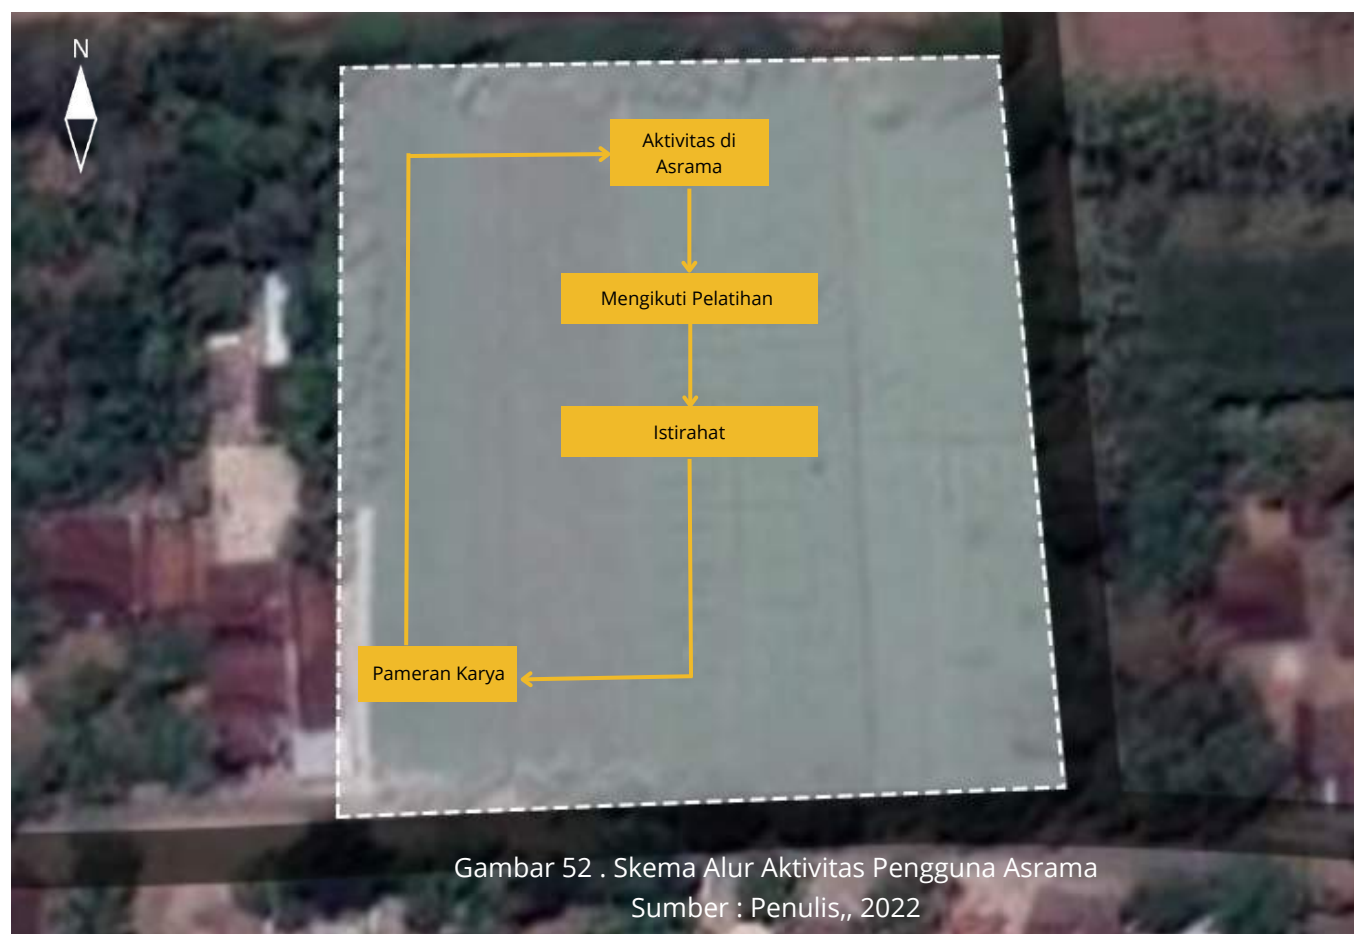 N
Aktivitas di
Asrama
Mengikuti Pelatihan
Istirahat
Pameran Karya
Gambar 52 . Skema Alur Aktivitas Pengguna Asrama
Sumber : Penulis,, 2022